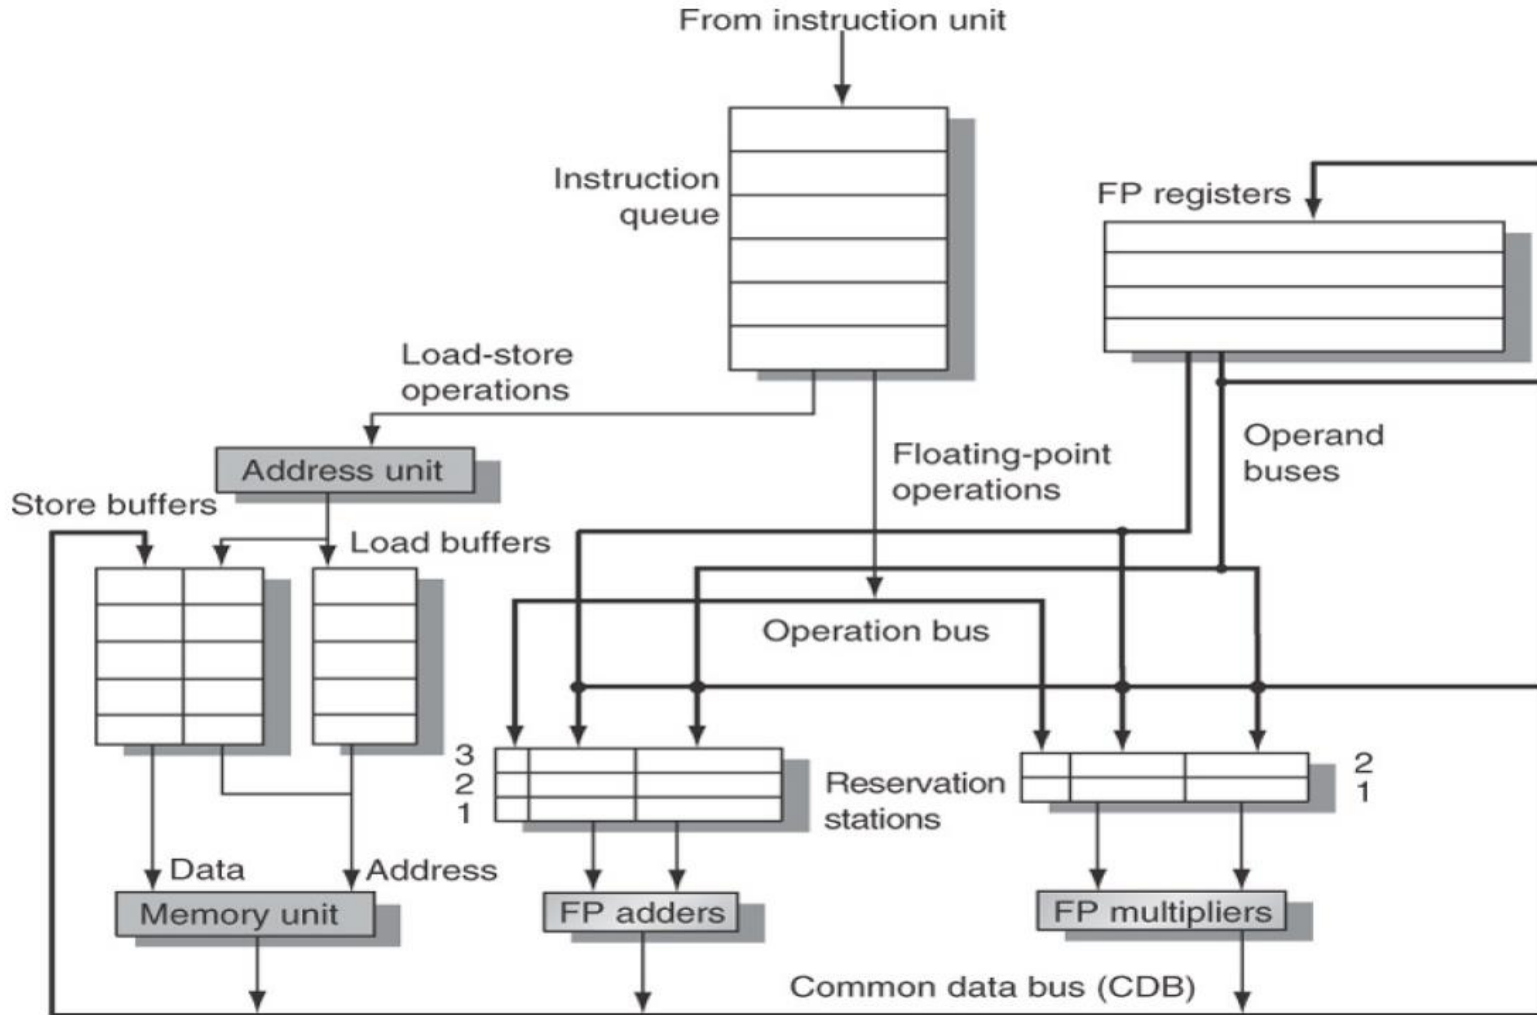 From instruction unit
Instruction
queue
FP registers
Load-store
operations
Address unit
Floating-point
operations
Operand
buses
Store buffers
Load buffers
Operation bus
3
2
1
Reservation
stations
2
1
Data
Address
Memory unit
FP adders
FP multipliers
Common data bus (CDB)